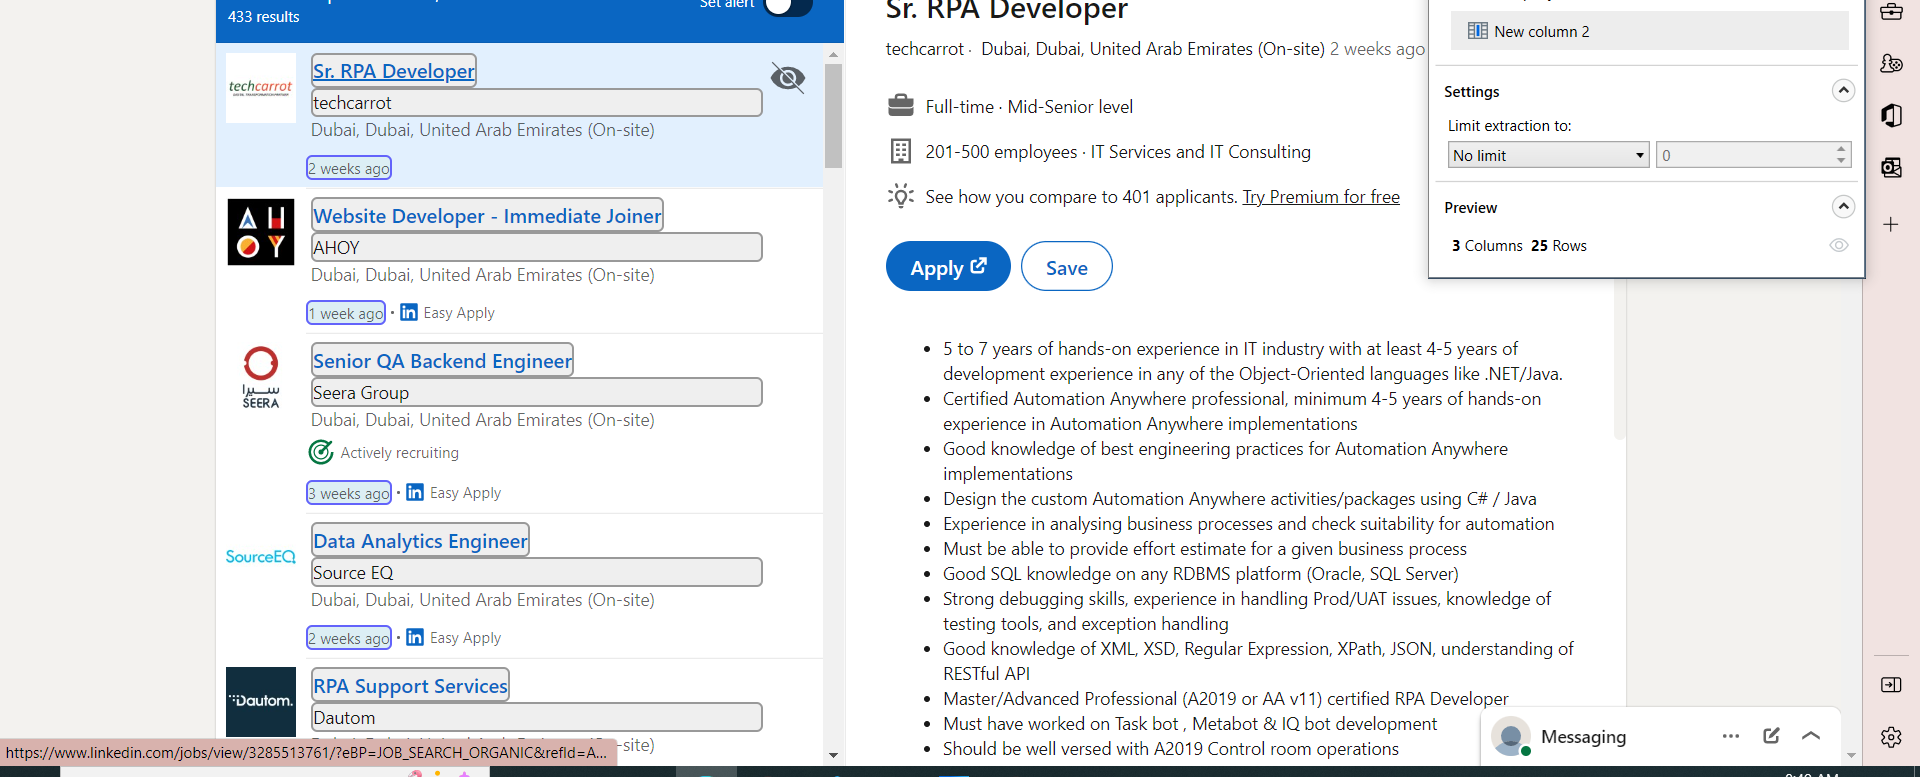 Set alert
433 results
techcarrot
Sr. RPA Developer
techcarrot
Dubai, Dubai, United Arab Emirates (On-site)
2 weeks ago
AHOY
Website Developer - Immediate Joiner
AHOY
Dubai, Dubai, United Arab Emirates (On-site)
1 week ago • in Easy Apply
سيرا
SEERA
Senior QA Backend Engineer
Seera Group
Dubai, Dubai, United Arab Emirates (On-site)
Actively recruiting
3 weeks ago • in Easy Apply
SourceEQ
Data Analytics Engineer
Source EQ
Dubai, Dubai, United Arab Emirates (On-site)
2 weeks ago • in Easy Apply
Dautom.
RPA Support Services
Dautom
-site)
https://www.linkedin.com/jobs/view/3285513761/?eBP=JOB_SEARCH_ORGANIC&refId=A...
Sr. RPA Developer
techcarrot · Dubai, Dubai, United Arab Emirates (On-site) 2 weeks ago
Full-time · Mid-Senior level
201-500 employees · IT Services and IT Consulting
See how you compare to 401 applicants. Try Premium for free
Apply
Save
• 5 to 7 years of hands-on experience in IT industry with at least 4-5 years of
development experience in any of the Object-Oriented languages like .NET/Java.
• Certified Automation Anywhere professional, minimum 4-5 years of hands-on
experience in Automation Anywhere implementations
• Good knowledge of best engineering practices for Automation Anywhere
implementations
• Design the custom Automation Anywhere activities/packages using C# / Java
• Experience in analysing business processes and check suitability for automation
• Must be able to provide effort estimate for a given business process
• Good SQL knowledge on any RDBMS platform (Oracle, SQL Server)
• Strong debugging skills, experience in handling Prod/UAT issues, knowledge of
testing tools, and exception handling
• Good knowledge of XML, XSD, Regular Expression, XPath, JSON, understanding of
RESTful API
• Master/Advanced Professional (A2019 or AA v11) certified RPA Developer
• Must have worked on Task bot , Metabot & IQ bot development
• Should be well versed with A2019 Control room operations
New column 2
Settings
Limit extraction to:
No limit
0
Preview
3 Columns 25 Rows
Messaging